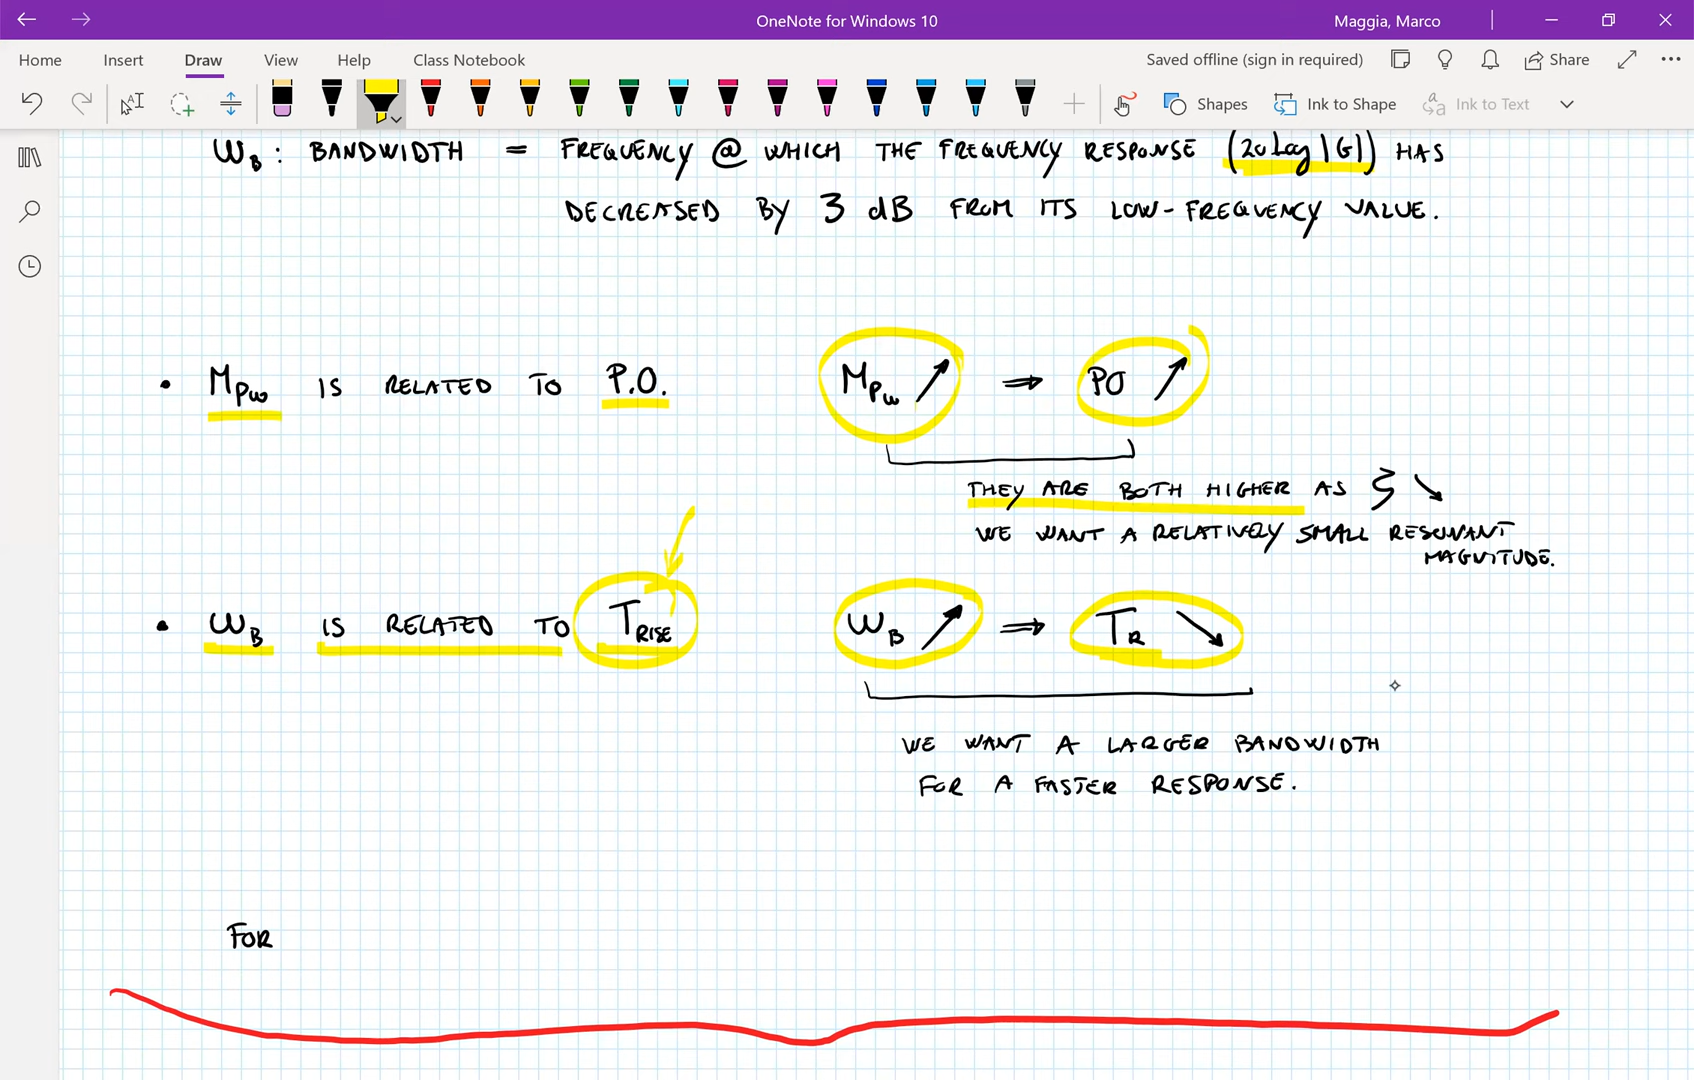 OneNote for Windows 10
Maggia, Marco
Home Insert Draw View Help Class Notebook
Saved offline (sign in required)
Share
Shapes
Ink to Shape
Ink to Text
ω_B : BANDWIDTH = FREQUENCY @ WHICH THE FREQUENCY RESPONSE (20 Log |G|) HAS
DECREASED BY 3 dB FROM ITS LOW-FREQUENCY VALUE.
• M_Pω IS RELATED TO P.O.
M_Pω ↗ ⇒ PO ↗
THEY ARE BOTH HIGHER AS ζ ↘
WE WANT A RELATIVELY SMALL RESONANT
MAGNITUDE.
• ω_B IS RELATED TO T_RISE
ω_B ↗ ⇒ T_R ↘
WE WANT A LARGER BANDWIDTH
FOR A FASTER RESPONSE.
FOR